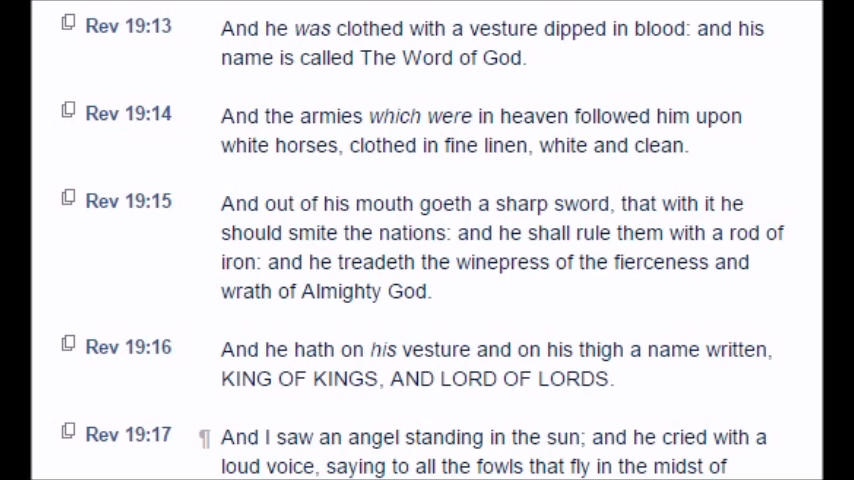 Rev 19:13 And he was clothed with a vesture dipped in blood: and his
name is called The Word of God.
Rev 19:14 And the armies which were in heaven followed him upon
white horses, clothed in fine linen, white and clean.
Rev 19:15 And out of his mouth goeth a sharp sword, that with it he
should smite the nations: and he shall rule them with a rod of
iron: and he treadeth the winepress of the fierceness and
wrath of Almighty God.
Rev 19:16 And he hath on his vesture and on his thigh a name written,
KING OF KINGS, AND LORD OF LORDS.
Rev 19:17 ¶ And I saw an angel standing in the sun; and he cried with a
loud voice, saying to all the fowls that fly in the midst of